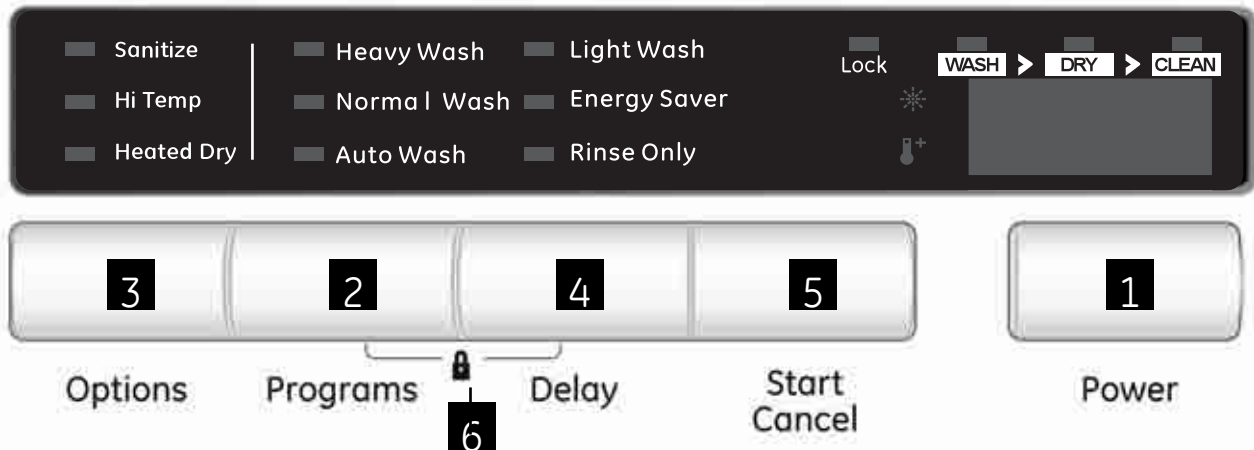 Sanitize
Hi Temp
Heated Dry
Heavy Wash
Normal Wash
Auto Wash
Light Wash
Energy Saver
Rinse Only
Lock
WASH > DRY > CLEAN
3 2 4 5 1
Options Programs Delay Start Cancel Power
6